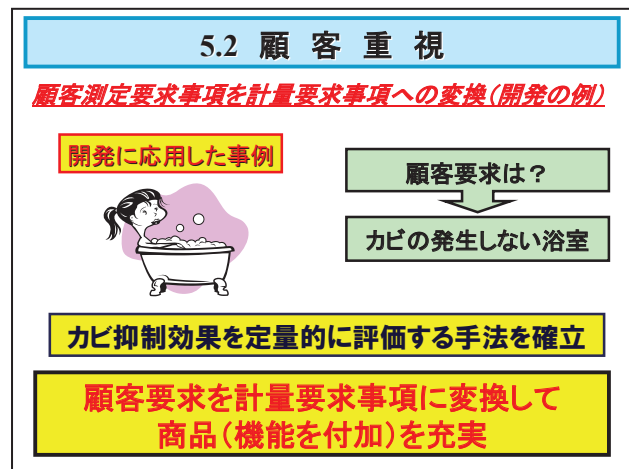 5.2 顧 客 重 視
顧客測定要求事項を計量要求事項への変換(開発の例)
開発に応用した事例
顧客要求は?
カビの発生しない浴室
カビ抑制効果を定量的に評価する手法を確立
顧客要求を計量要求事項に変換して
商品(機能を付加)を充実